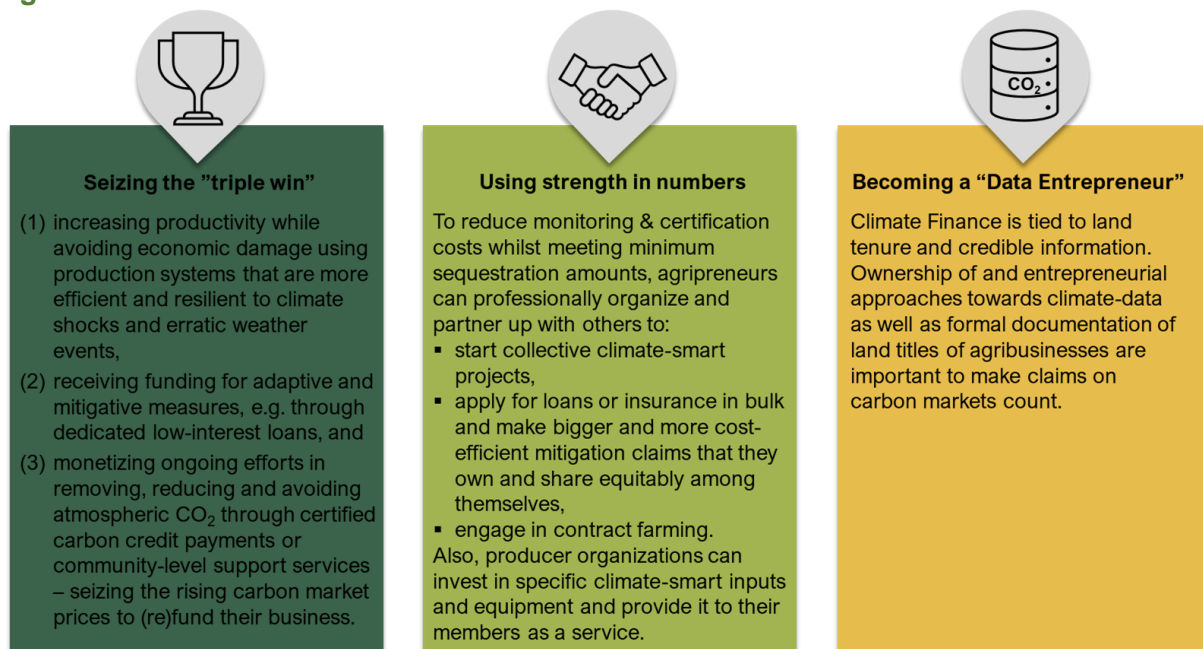 CO₂
Seizing the ”triple win”
(1) increasing productivity while
avoiding economic damage using
production systems that are more
efficient and resilient to climate
shocks and erratic weather
events,
(2) receiving funding for adaptive and
mitigative measures, e.g. through
dedicated low-interest loans, and
(3) monetizing ongoing efforts in
removing, reducing and avoiding
atmospheric CO₂ through certified
carbon credit payments or
community-level support services
– seizing the rising carbon market
prices to (re)fund their business.
Using strength in numbers
To reduce monitoring & certification
costs whilst meeting minimum
sequestration amounts, agripreneurs
can professionally organize and
partner up with others to:
▪ start collective climate-smart
projects,
▪ apply for loans or insurance in bulk
and make bigger and more cost-
efficient mitigation claims that they
own and share equitably among
themselves,
▪ engage in contract farming.
Also, producer organizations can
invest in specific climate-smart inputs
and equipment and provide it to their
members as a service.
Becoming a “Data Entrepreneur”
Climate Finance is tied to land
tenure and credible information.
Ownership of and entrepreneurial
approaches towards climate-data
as well as formal documentation of
land titles of agribusinesses are
important to make claims on
carbon markets count.